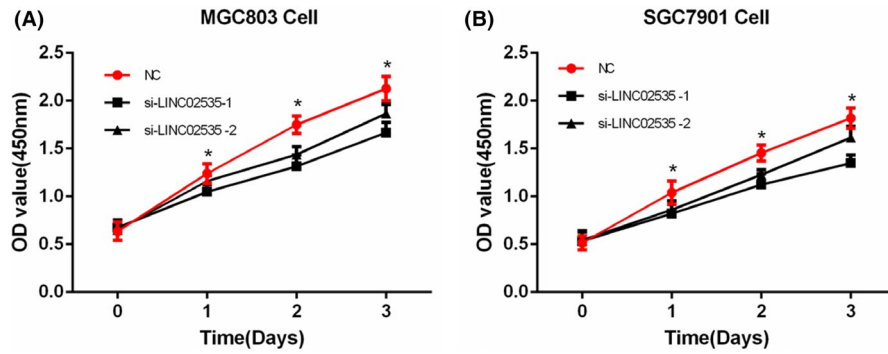 (A)
MGC803 Cell
OD value(450nm)
2.5
2.0
1.5
1.0
0.5
0.0
NC
si-LINC02535-1
si-LINC02535 -2
*
*
*
0 1 2 3
Time(Days)
(B)
SGC7901 Cell
OD value(450nm)
2.5
2.0
1.5
1.0
0.5
0.0
NC
si-LINC02535 -1
si-LINC02535 -2
*
*
*
0 1 2 3
Time(Days)